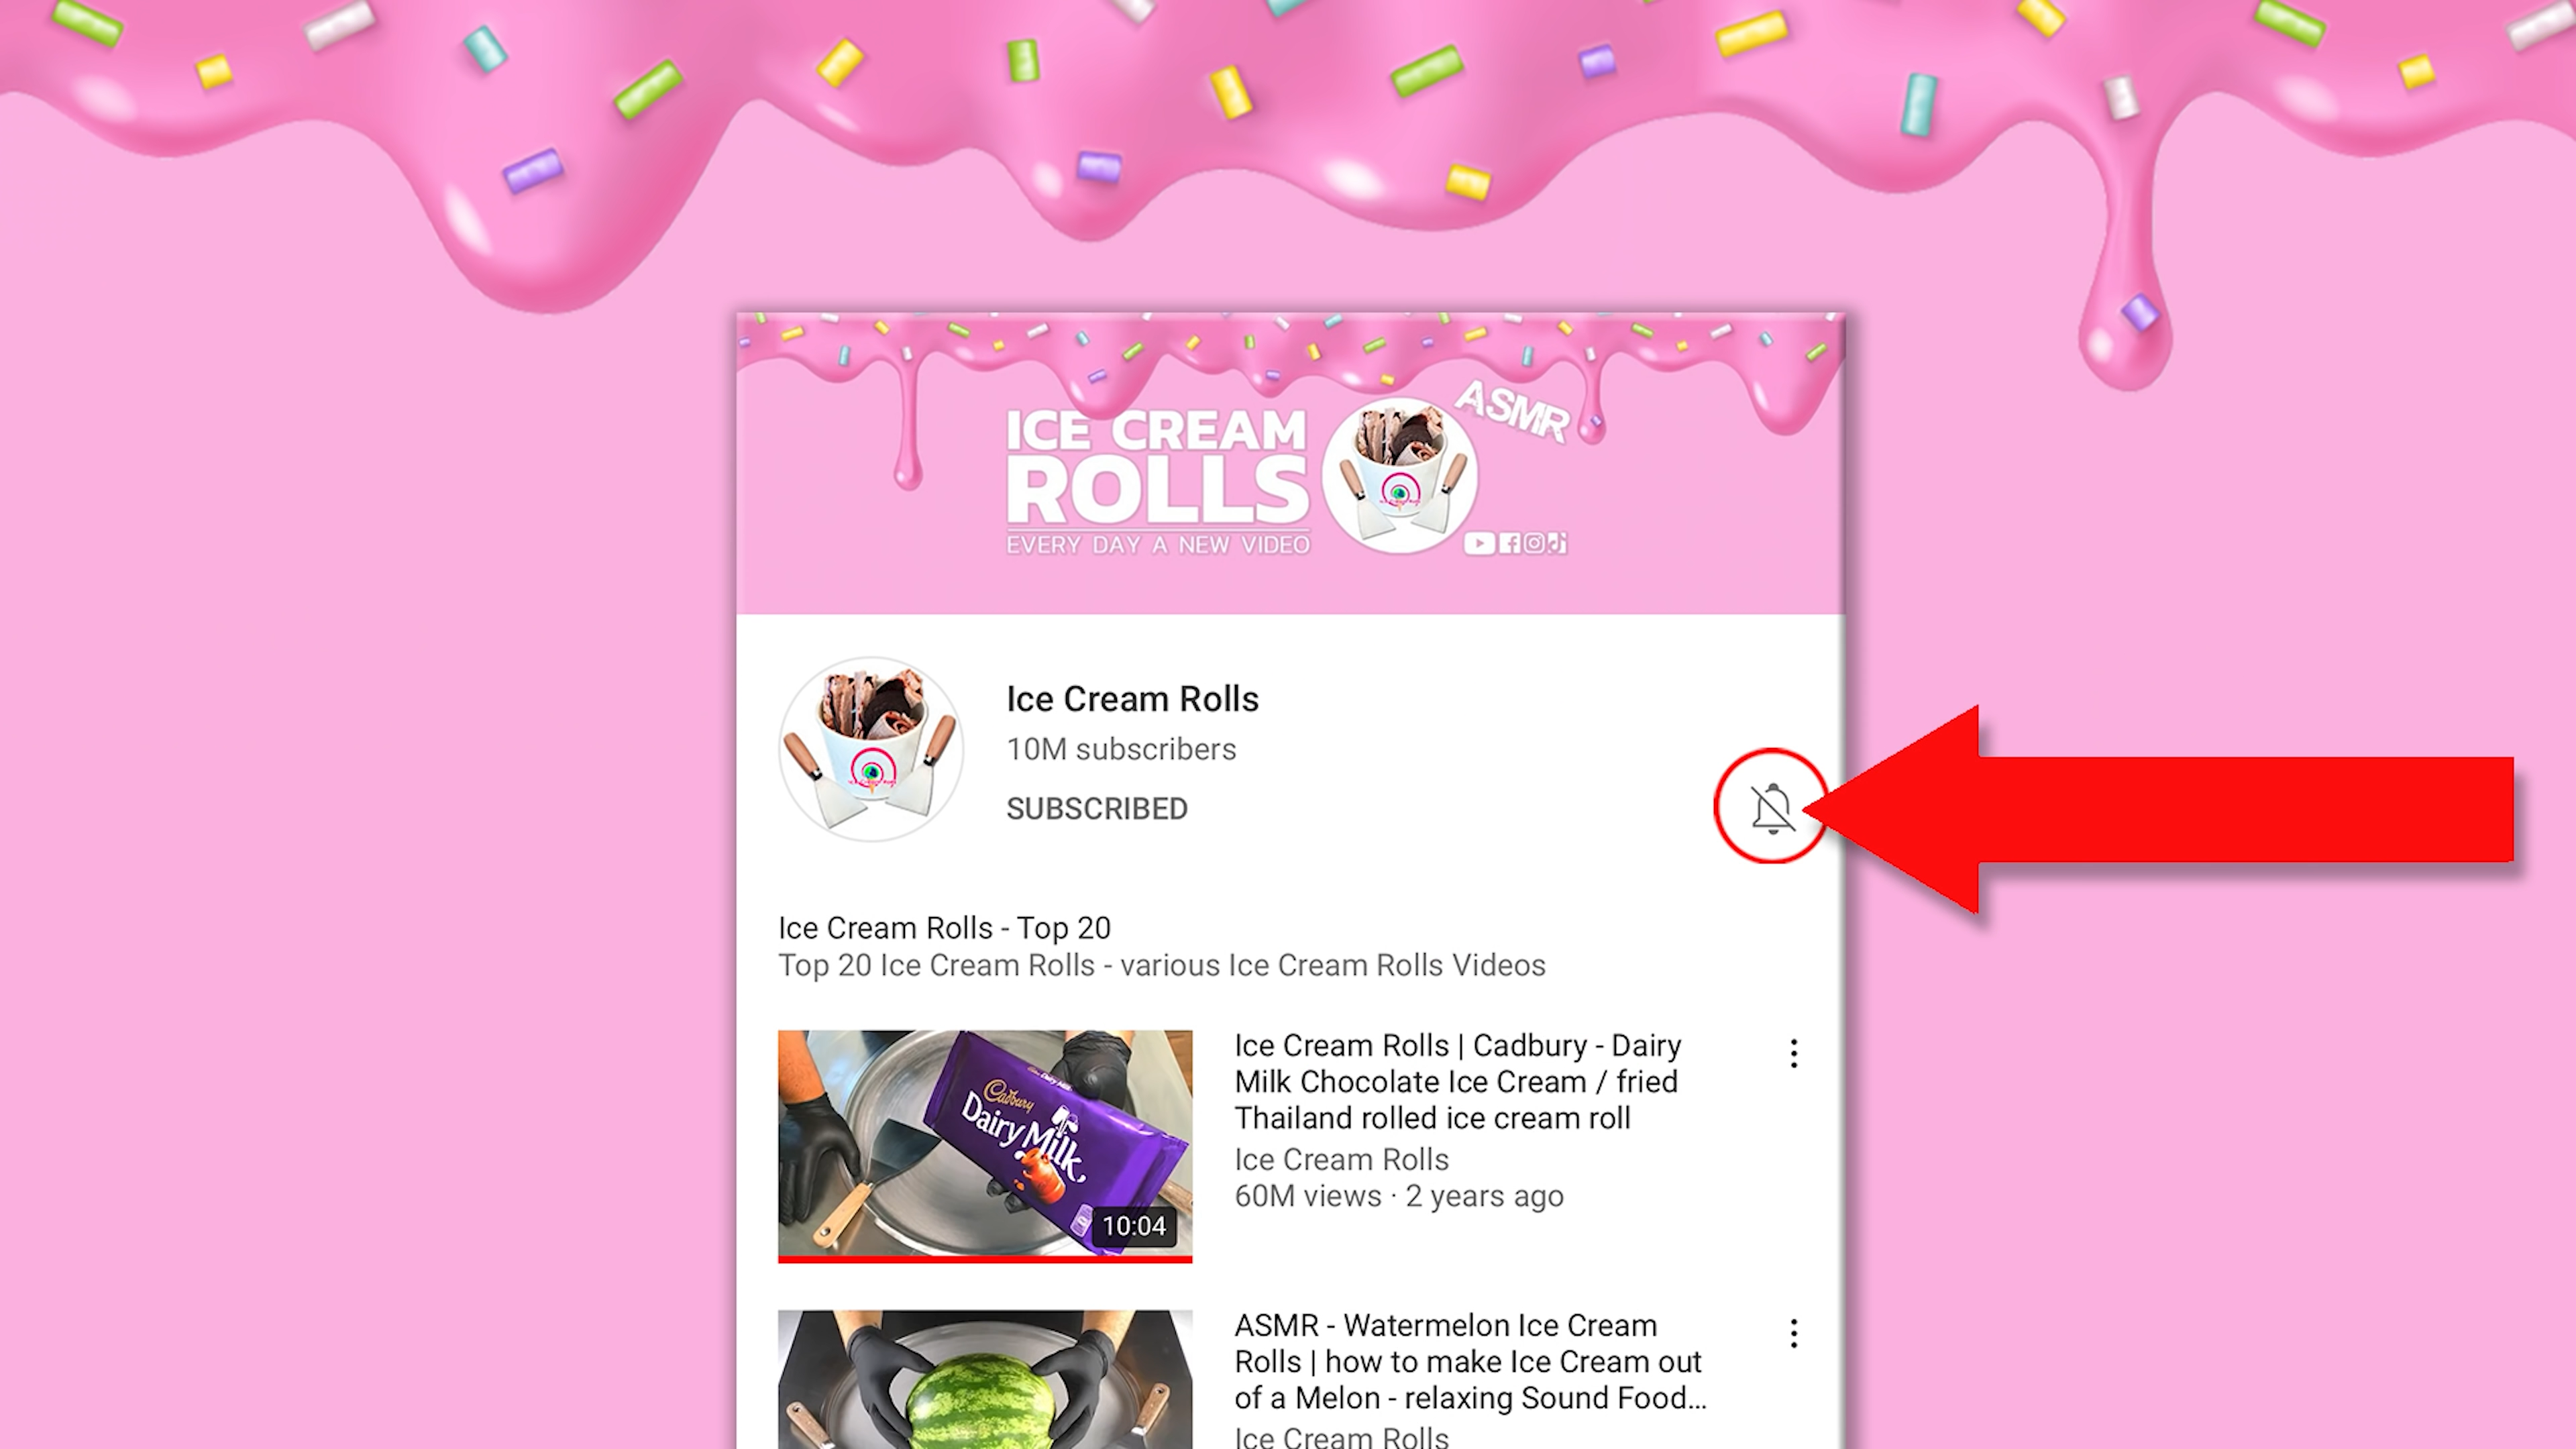 ICE CREAM
ROLLS
EVERY DAY A NEW VIDEO
ASMR
Ice Cream Rolls
10M subscribers
SUBSCRIBED
Ice Cream Rolls - Top 20
Top 20 Ice Cream Rolls - various Ice Cream Rolls Videos
Cadbury
Dairy Milk
10:04
Ice Cream Rolls | Cadbury - Dairy
Milk Chocolate Ice Cream / fried
Thailand rolled ice cream roll
Ice Cream Rolls
60M views · 2 years ago
ASMR - Watermelon Ice Cream
Rolls | how to make Ice Cream out
of a Melon - relaxing Sound Food...
Ice Cream Rolls